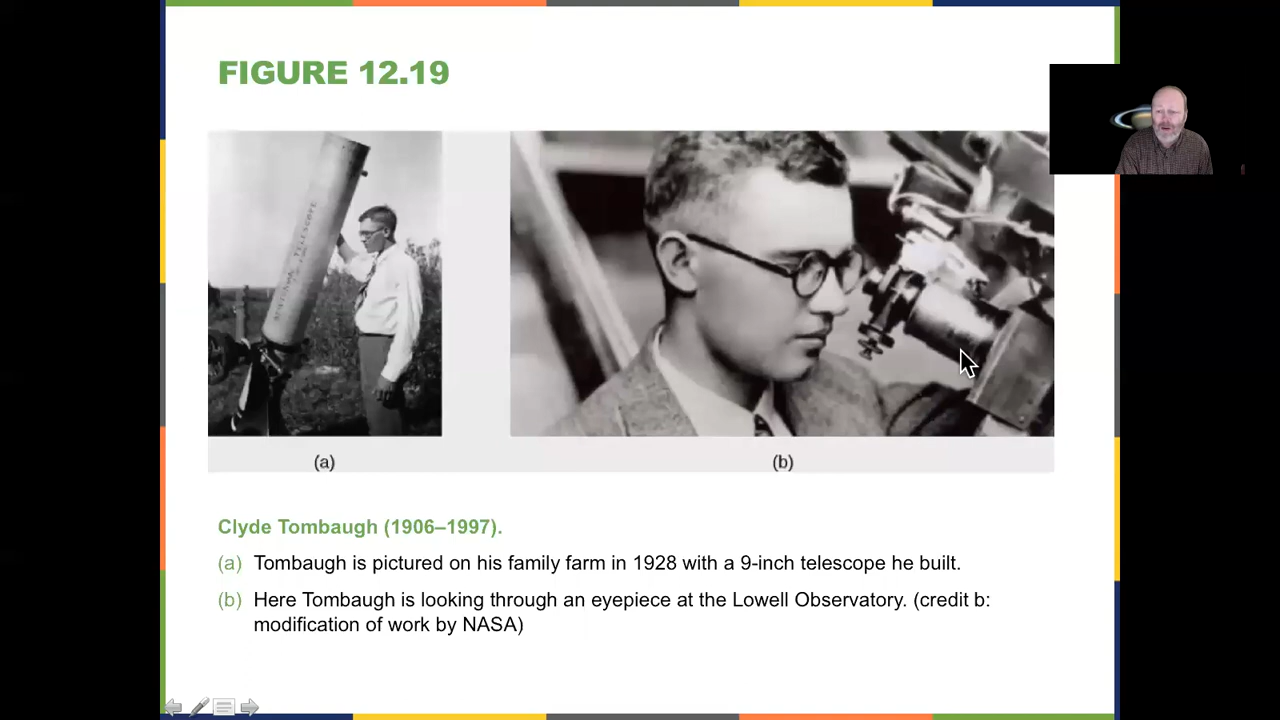 FIGURE 12.19
(a)
(b)
Clyde Tombaugh (1906–1997).
(a) Tombaugh is pictured on his family farm in 1928 with a 9-inch telescope he built.
(b) Here Tombaugh is looking through an eyepiece at the Lowell Observatory. (credit b:
modification of work by NASA)